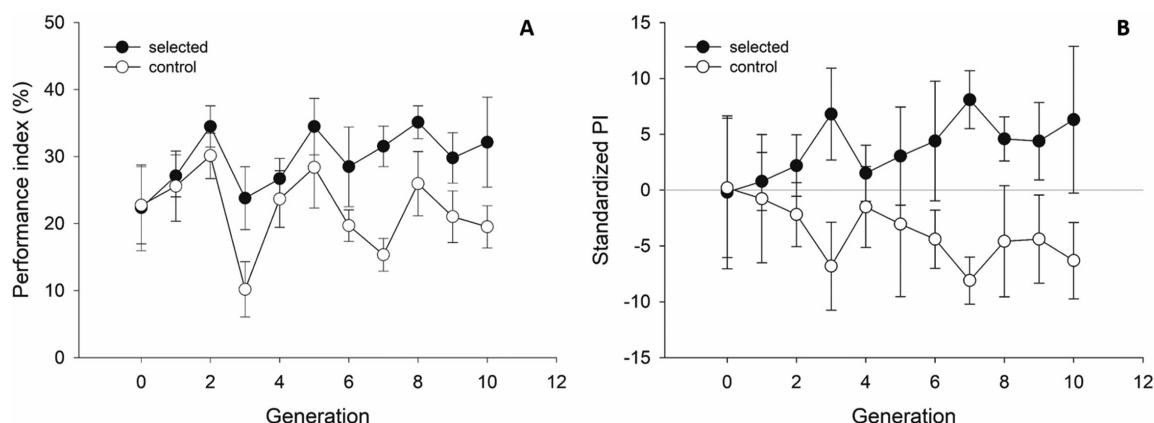 A
selected
control
Performance index (%)
50
40
30
20
10
0
0 2 4 6 8 10 12
Generation
B
selected
control
Standardized PI
15
10
5
0
-5
-10
-15
0 2 4 6 8 10 12
Generation